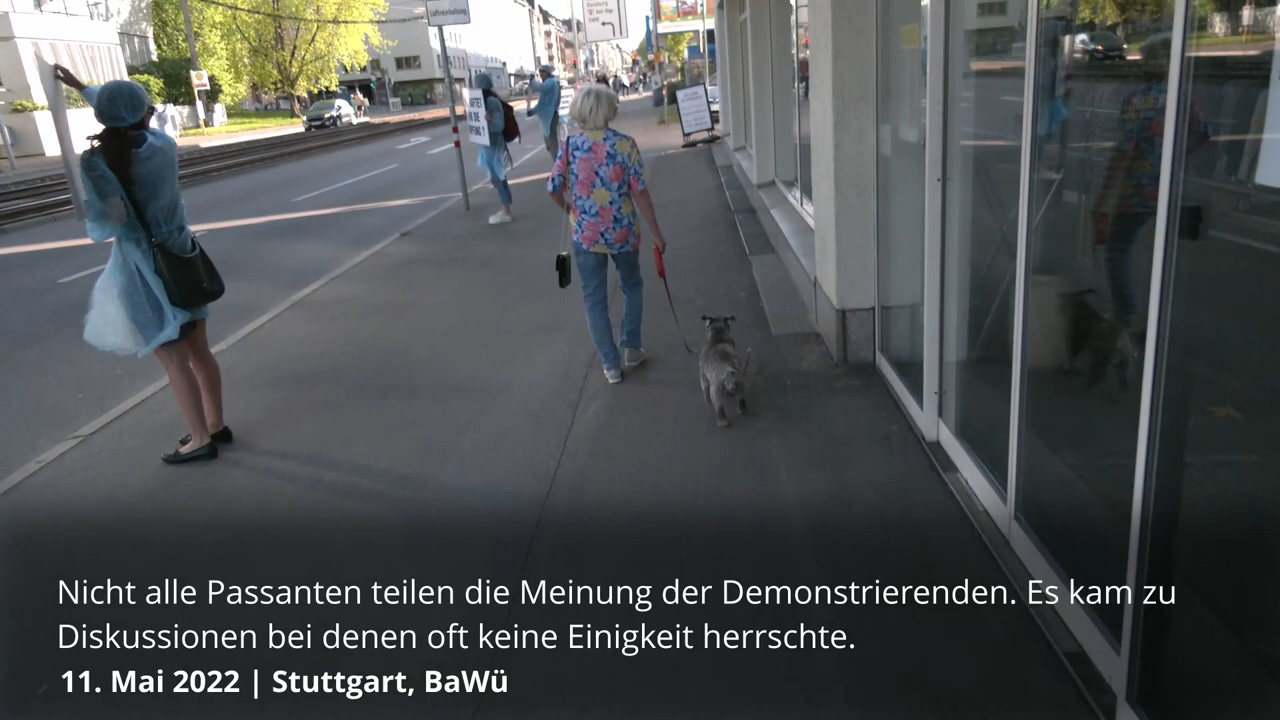 Luftreinhaltung
Nicht alle Passanten teilen die Meinung der Demonstrierenden. Es kam zu
Diskussionen bei denen oft keine Einigkeit herrschte.
11. Mai 2022 | Stuttgart, BaWü